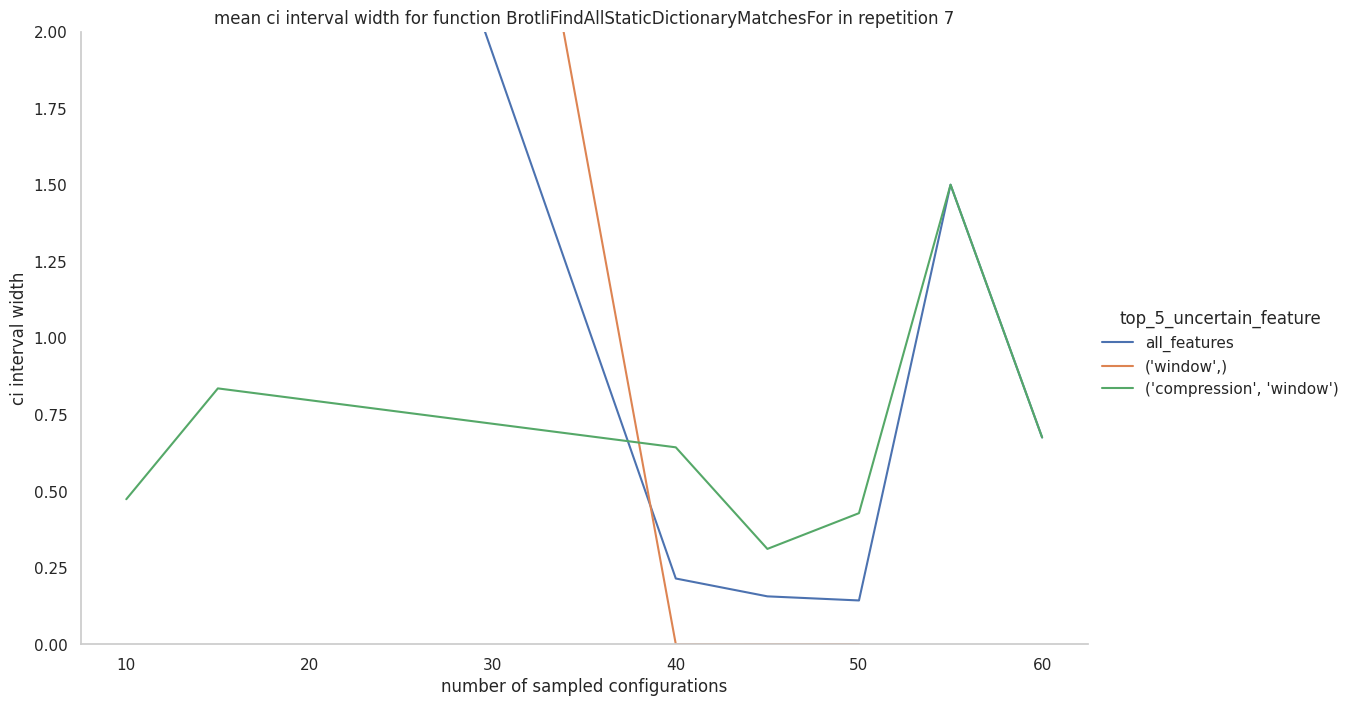 mean ci interval width for function BrotliFindAllStaticDictionaryMatchesFor in repetition 7
2.00
1.75
1.50
1.25
1.00
0.75
0.50
0.25
0.00
ci interval width
10
20
30
40
50
60
number of sampled configurations
top_5_uncertain_feature
all_features
('window',)
('compression', 'window')